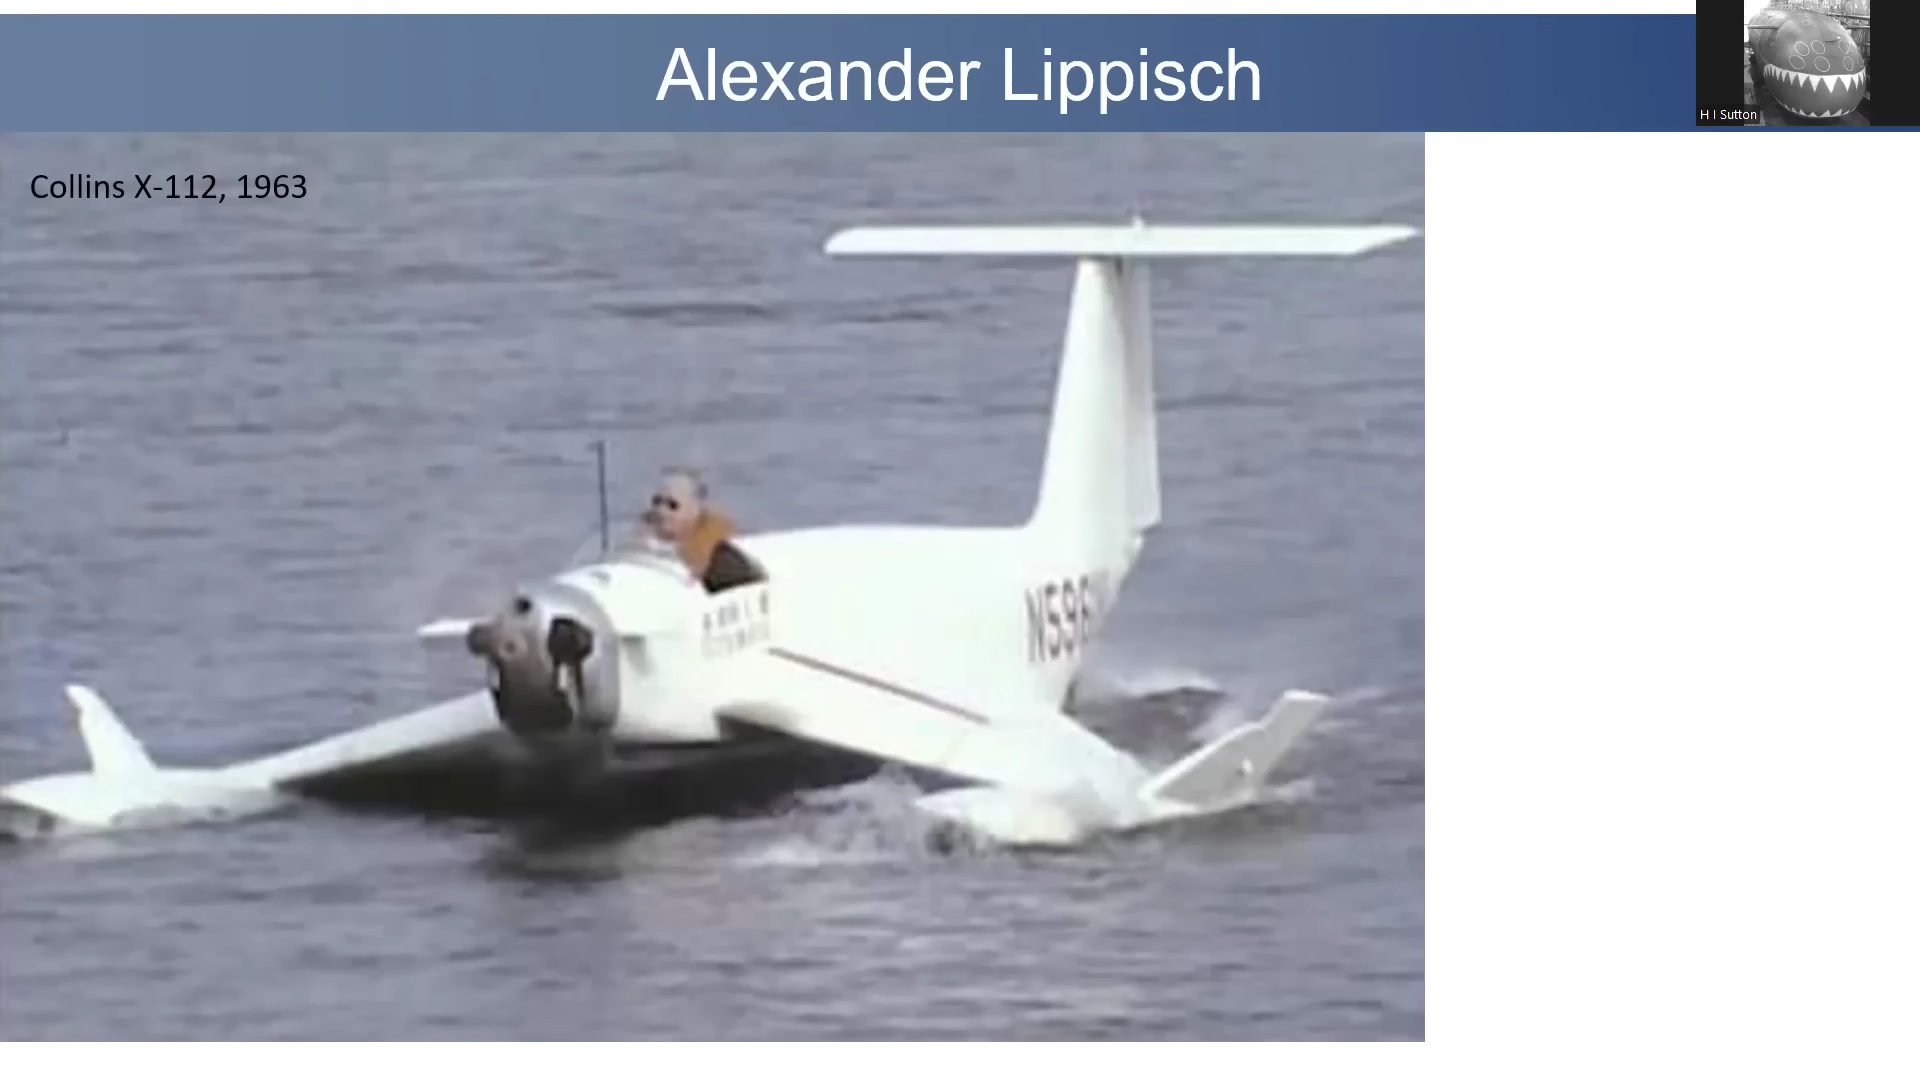 Alexander Lippisch
H I Sutton
Collins X-112, 1963